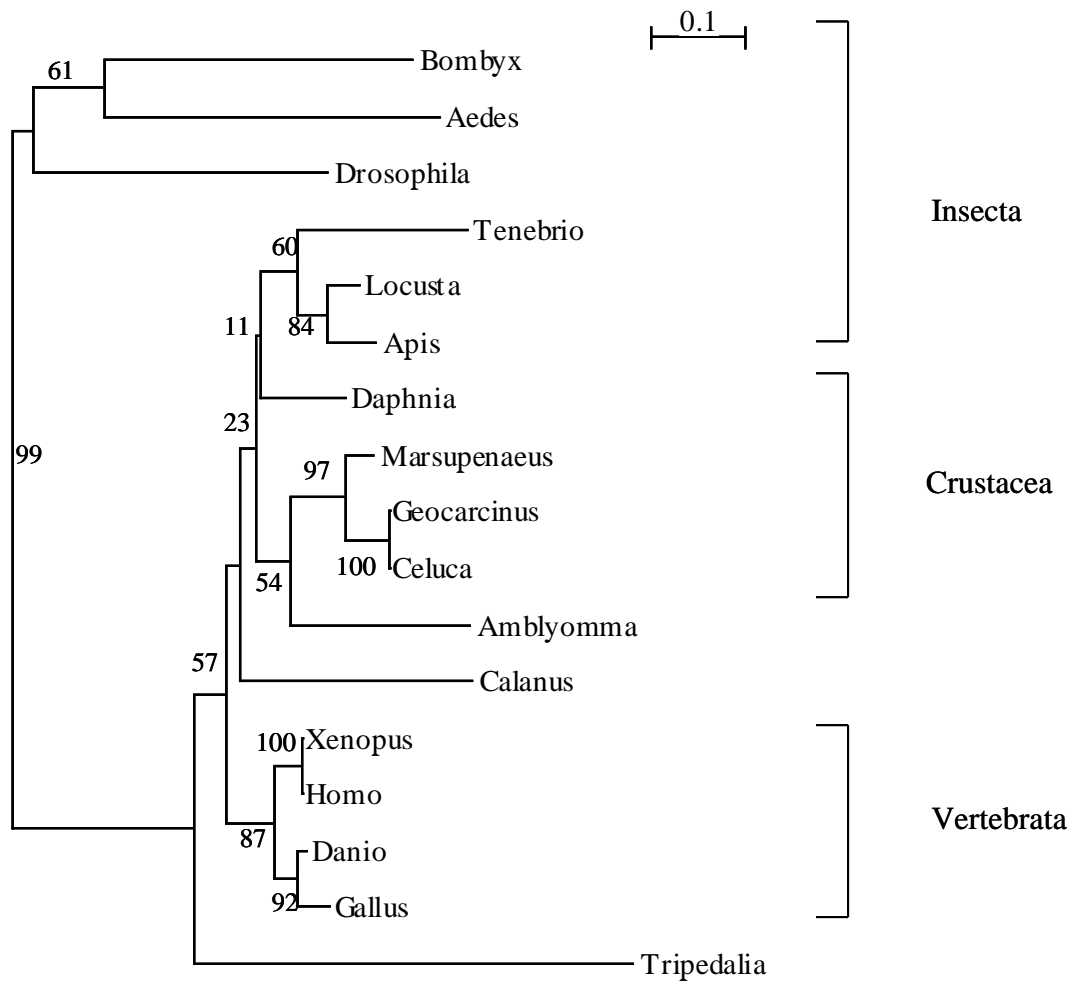 0.1
61
Bombyx
Aedes
Drosophila
Insecta
Tenebrio
60
Locusta
11
84
Apis
Daphnia
23
99
97
Marsupenaeus
Crustacea
Geocarcinus
100
Celuca
54
Amblyomma
57
Calanus
100
Xenopus
Homo
Vertebrata
87
Danio
92
Gallus
Tripedalia